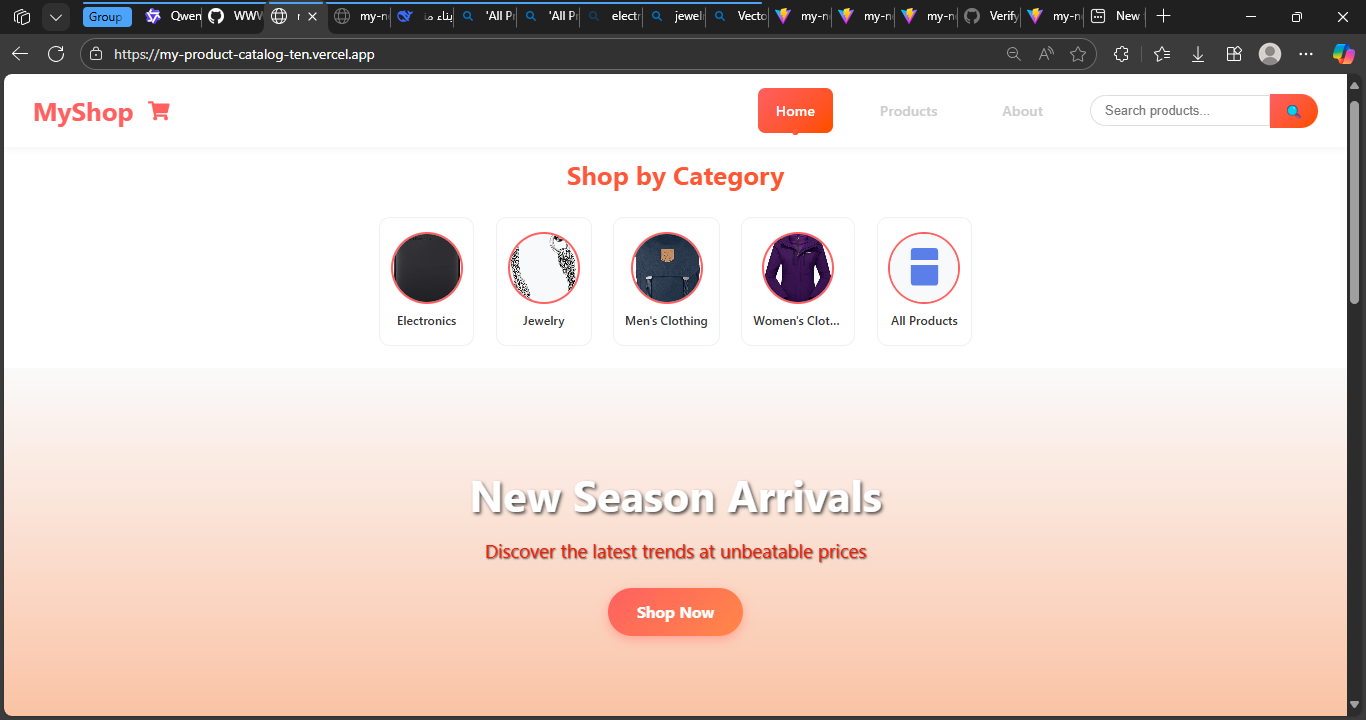 Group
Qwen
WWW
my-n
بناء ما
'All P
'All P
electr
jewel
Vecto
my-n
my-n
my-n
Verify
my-n
New
https://my-product-catalog-ten.vercel.app
MyShop
Home
Products
About
Search products...
Shop by Category
Electronics
Jewelry
Men's Clothing
Women's Clot...
All Products
New Season Arrivals
Discover the latest trends at unbeatable prices
Shop Now